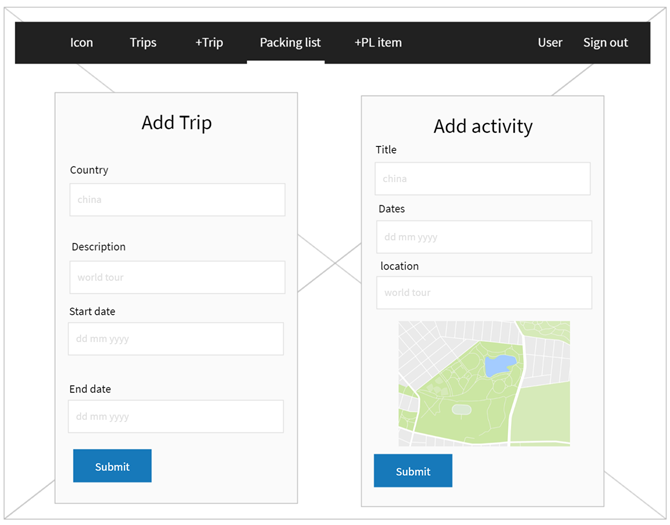 Icon Trips +Trip Packing list +PL item User Sign out
Add Trip
Country
china
Description
world tour
Start date
dd mm yyyy
End date
dd mm yyyy
Submit
Add activity
Title
china
Dates
dd mm yyyy
location
world tour
Submit